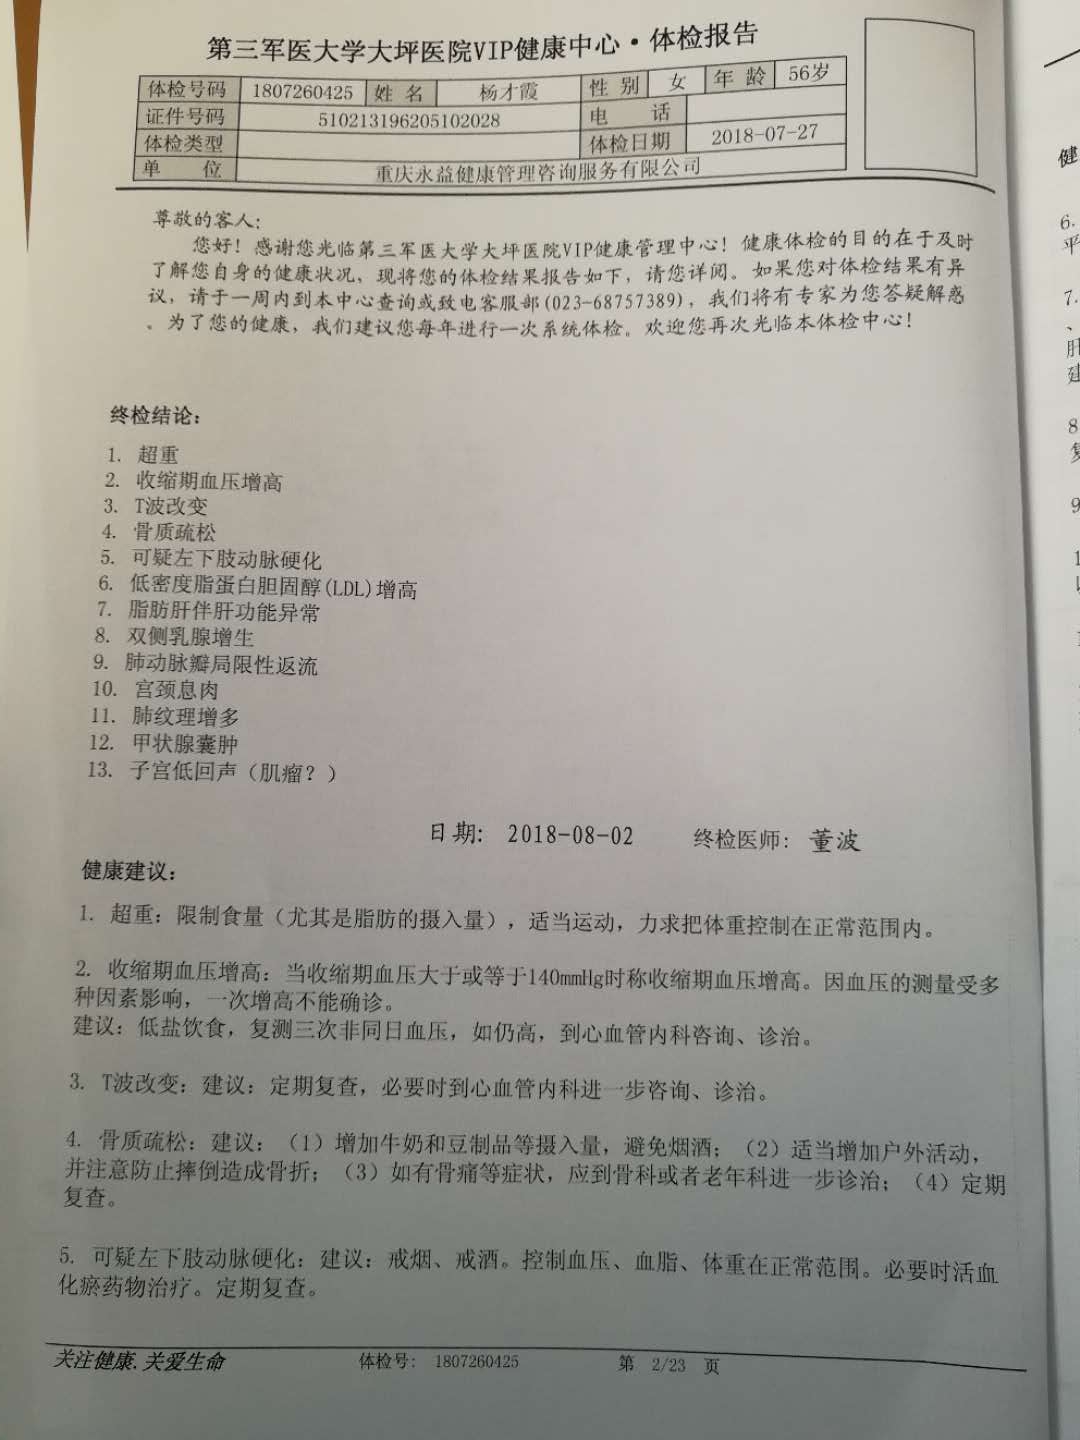 第三军医大学大坪医院VIP健康中心·体检报告
体检号码 1807260425 姓 名 杨才霞 性 别 女 年 龄 56岁
证件号码 510213196205102028 电 话
体检类型 体检日期 2018-07-27
单 位 重庆永益健康管理咨询服务有限公司
尊敬的客人:
您好！感谢您光临第三军医大学大坪医院VIP健康管理中心！健康体检的目的在于及时
了解您自身的健康状况，现将您的体检结果报告如下，请您详阅。如果您对体检结果有异
议，请于一周内到本中心查询或致电客服部(023-68757389)，我们将有专家为您答疑解惑
。为了您的健康，我们建议您每年进行一次系统体检。欢迎您再次光临本体检中心！
终检结论:
1. 超重
2. 收缩期血压增高
3. T波改变
4. 骨质疏松
5. 可疑左下肢动脉硬化
6. 低密度脂蛋白胆固醇(LDL)增高
7. 脂肪肝伴肝功能异常
8. 双侧乳腺增生
9. 肺动脉瓣局限性返流
10. 宫颈息肉
11. 肺纹理增多
12. 甲状腺囊肿
13. 子宫低回声（肌瘤？）
日期: 2018-08-02 终检医师: 董波
健康建议:
1. 超重: 限制食量（尤其是脂肪的摄入量），适当运动，力求把体重控制在正常范围内。
2. 收缩期血压增高: 当收缩期血压大于或等于140mmHg时称收缩期血压增高。因血压的测量受多
种因素影响，一次增高不能确诊。
建议: 低盐饮食，复测三次非同日血压，如仍高，到心血管内科咨询、诊治。
3. T波改变: 建议: 定期复查，必要时到心血管内科进一步咨询、诊治。
4. 骨质疏松: 建议: （1）增加牛奶和豆制品等摄入量，避免烟酒; （2）适当增加户外活动，
并注意防止摔倒造成骨折; （3）如有骨痛等症状，应到骨科或者老年科进一步诊治; （4）定期
复查。
5. 可疑左下肢动脉硬化: 建议: 戒烟、戒酒。控制血压、血脂、体重在正常范围。必要时活血
化瘀药物治疗。定期复查。
关注健康.关爱生命 体检号: 1807260425 第 2/23 页
健
6.
平
7.
、
肝
建
8
复
9